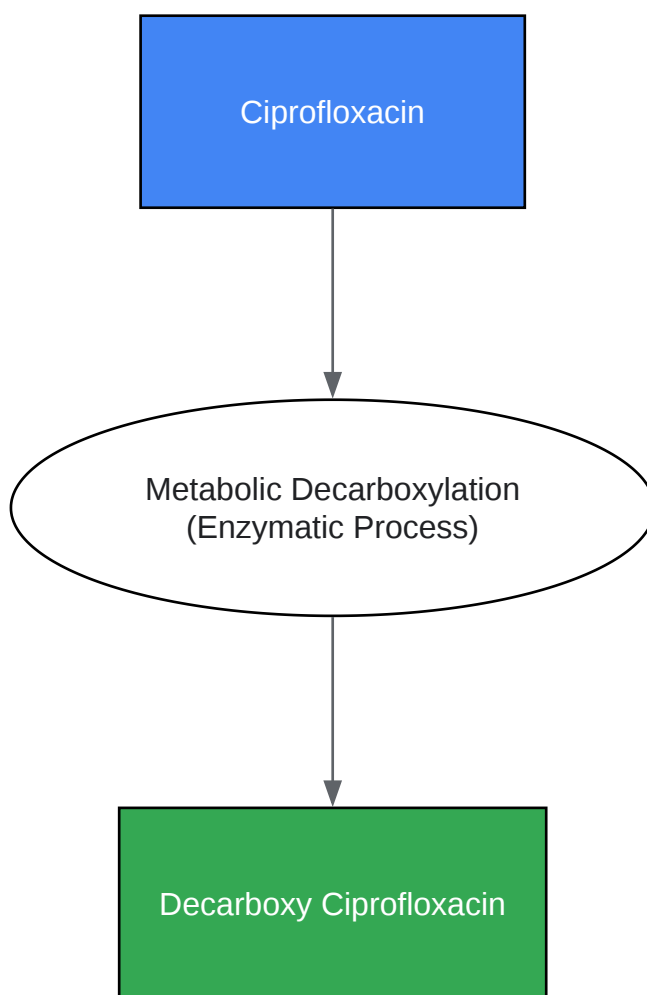 Ciprofloxacin
Metabolic Decarboxylation
(Enzymatic Process)
Decarboxy Ciprofloxacin